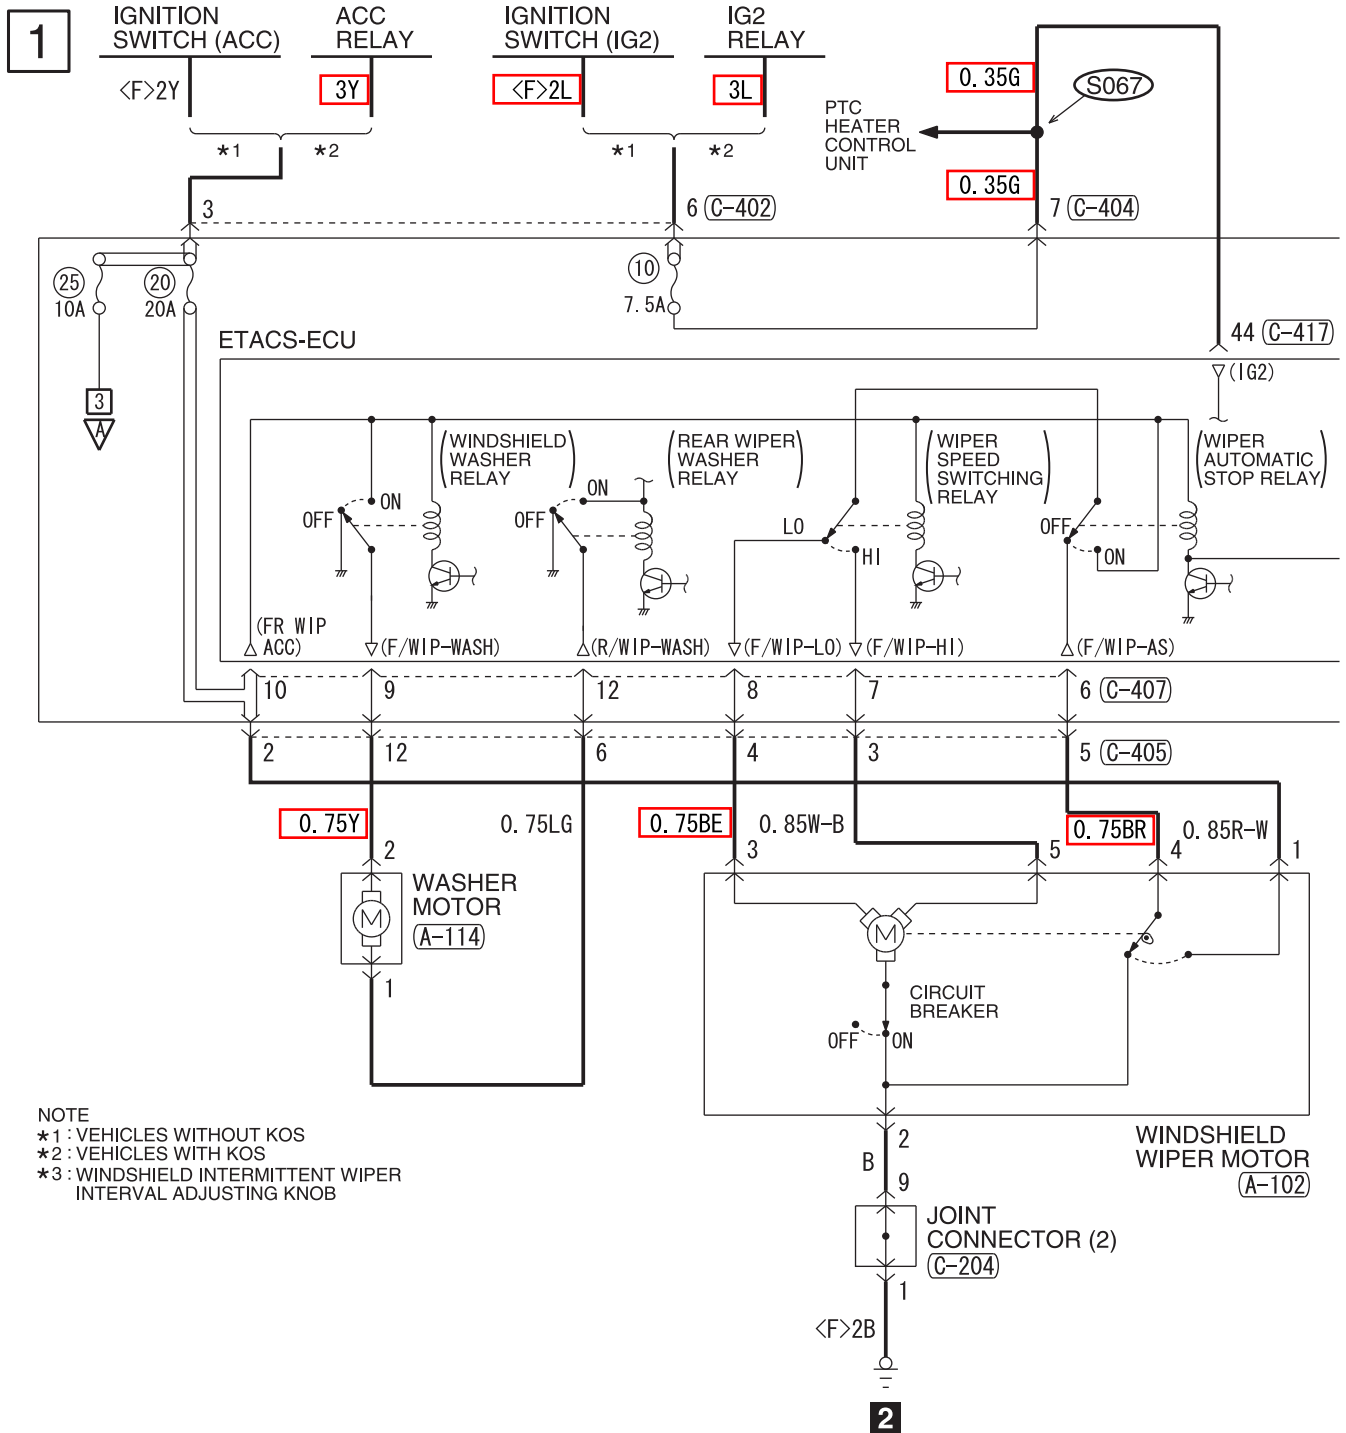 1
IGNITION
SWITCH (ACC)
ACC
RELAY
IGNITION
SWITCH (IG2)
IG2
RELAY
<F>2Y
3Y
<F>2L
3L
0.35G
S067
PTC
HEATER
CONTROL
UNIT
*1
*2
*1
*2
0.35G
3
6 (C-402)
7 (C-404)
25
10A
20
20A
10
7.5A
ETACS-ECU
44 (C-417)
(IG2)
3
A
(WINDSHIELD
WASHER
RELAY)
(REAR WIPER
WASHER
RELAY)
(WIPER
SPEED
SWITCHING
RELAY)
(WIPER
AUTOMATIC
STOP RELAY)
ON
OFF
ON
OFF
LO
HI
OFF
ON
(FR WIP
ACC)
(F/WIP-WASH)
(R/WIP-WASH)
(F/WIP-LO)
(F/WIP-HI)
(F/WIP-AS)
10
9
12
8
7
6 (C-407)
2
12
6
4
3
5 (C-405)
0.75Y
0.75LG
0.75BE
0.85W-B
0.75BR
0.85R-W
2
3
5
4
1
WASHER
MOTOR
(A-114)
M
M
1
CIRCUIT
BREAKER
OFF
ON
NOTE
*1 : VEHICLES WITHOUT KOS
*2 : VEHICLES WITH KOS
*3 : WINDSHIELD INTERMITTENT WIPER
INTERVAL ADJUSTING KNOB
2
WINDSHIELD
WIPER MOTOR
(A-102)
B
9
JOINT
CONNECTOR (2)
(C-204)
1
<F>2B
2